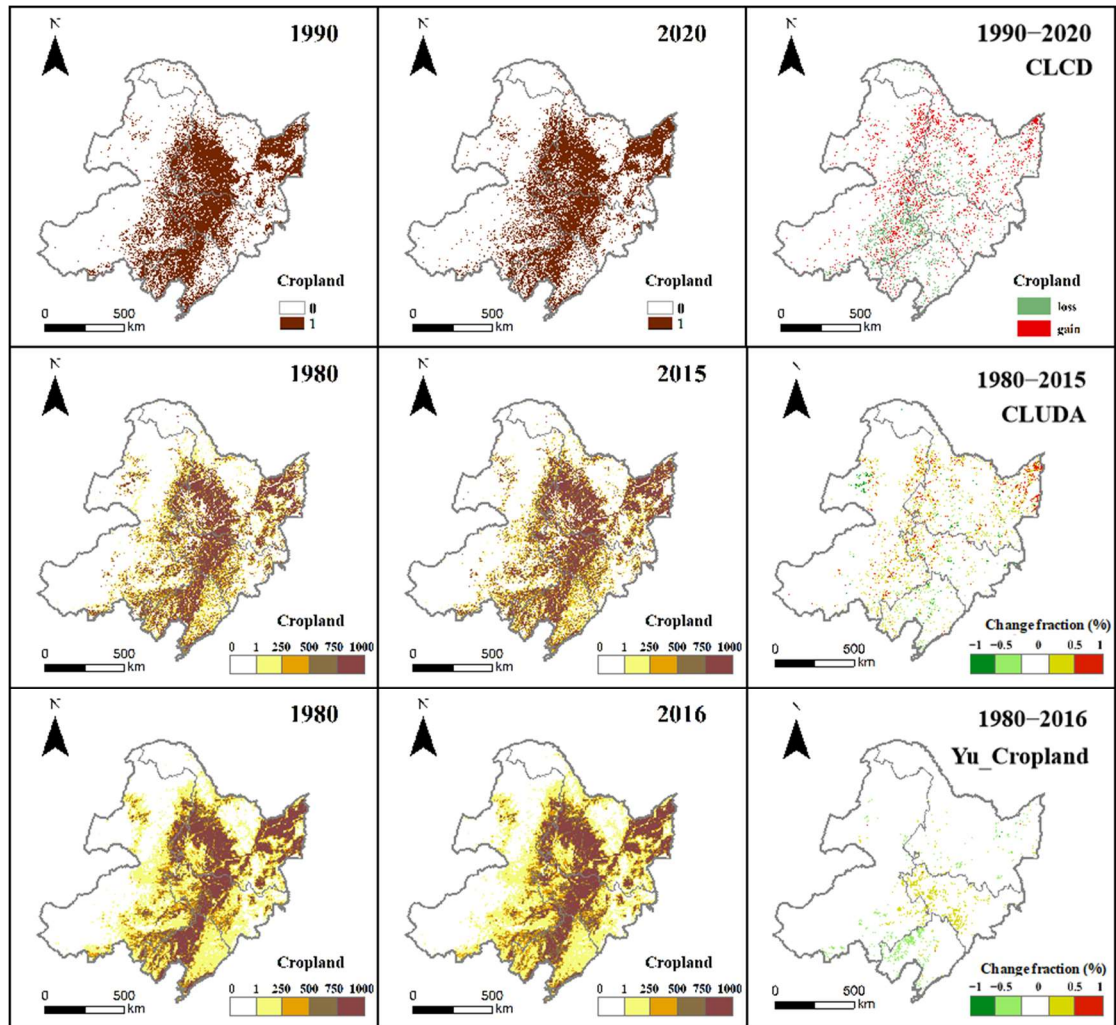 N
1990
Cropland
0
1
0 500
km
N
2020
Cropland
0
1
0 500
km
N
1990−2020
CLCD
Cropland
loss
gain
0 500
km
N
1980
Cropland
0 1 250 500 750 1000
0 500
km
N
2015
Cropland
0 1 250 500 750 1000
0 500
km
1980−2015
CLUDA
Change fraction (%)
−1 −0.5 0 0.5 1
0 500
km
N
1980
Cropland
0 1 250 500 750 1000
0 500
km
N
2016
Cropland
0 1 250 500 750 1000
0 500
km
1980−2016
Yu_Cropland
Change fraction (%)
−1 −0.5 0 0.5 1
0 500
km